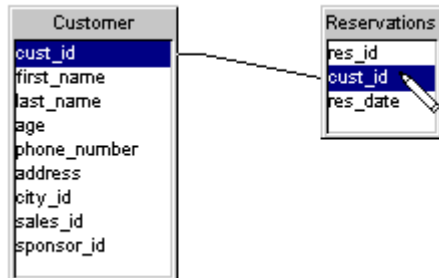 Customer
cust_id
first_name
last_name
age
phone_number
address
city_id
sales_id
sponsor_id
Reservations
res_id
cust_id
res_date